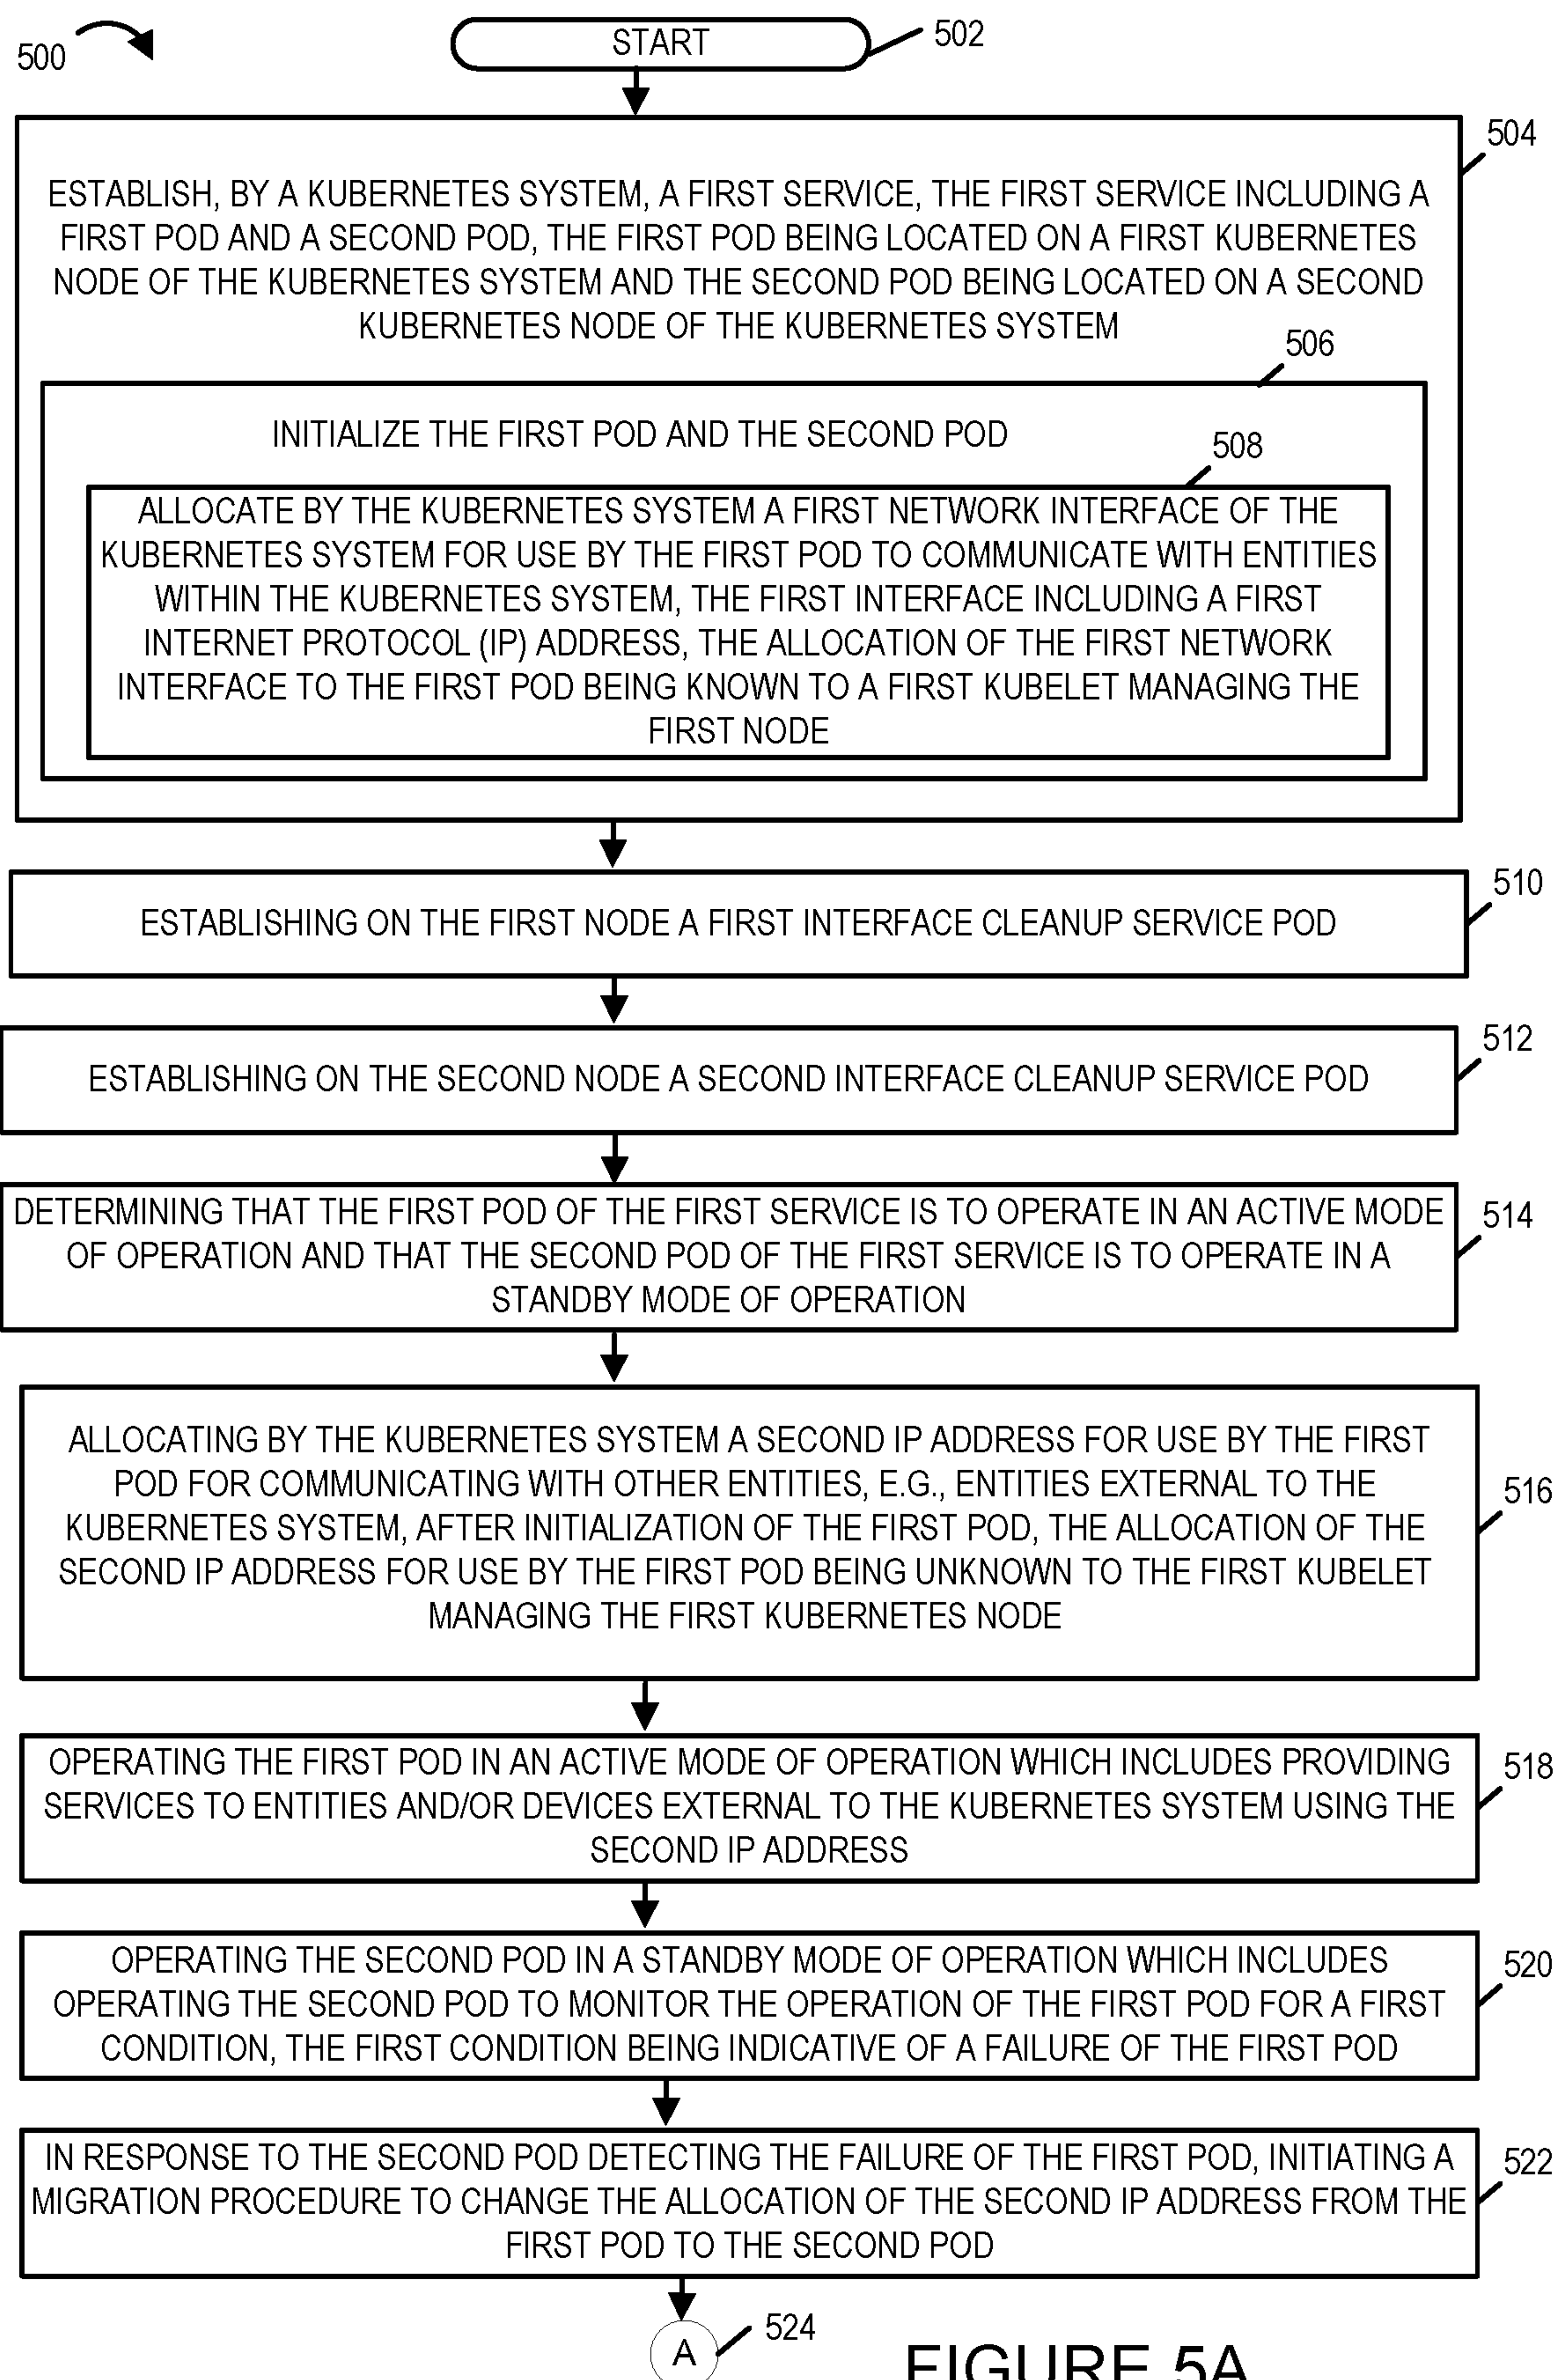 500
START
502
504
ESTABLISH, BY A KUBERNETES SYSTEM, A FIRST SERVICE, THE FIRST SERVICE INCLUDING A
FIRST POD AND A SECOND POD, THE FIRST POD BEING LOCATED ON A FIRST KUBERNETES
NODE OF THE KUBERNETES SYSTEM AND THE SECOND POD BEING LOCATED ON A SECOND
KUBERNETES NODE OF THE KUBERNETES SYSTEM
506
INITIALIZE THE FIRST POD AND THE SECOND POD
508
ALLOCATE BY THE KUBERNETES SYSTEM A FIRST NETWORK INTERFACE OF THE
KUBERNETES SYSTEM FOR USE BY THE FIRST POD TO COMMUNICATE WITH ENTITIES
WITHIN THE KUBERNETES SYSTEM, THE FIRST INTERFACE INCLUDING A FIRST
INTERNET PROTOCOL (IP) ADDRESS, THE ALLOCATION OF THE FIRST NETWORK
INTERFACE TO THE FIRST POD BEING KNOWN TO A FIRST KUBELET MANAGING THE
FIRST NODE
510
ESTABLISHING ON THE FIRST NODE A FIRST INTERFACE CLEANUP SERVICE POD
512
ESTABLISHING ON THE SECOND NODE A SECOND INTERFACE CLEANUP SERVICE POD
514
DETERMINING THAT THE FIRST POD OF THE FIRST SERVICE IS TO OPERATE IN AN ACTIVE MODE
OF OPERATION AND THAT THE SECOND POD OF THE FIRST SERVICE IS TO OPERATE IN A
STANDBY MODE OF OPERATION
516
ALLOCATING BY THE KUBERNETES SYSTEM A SECOND IP ADDRESS FOR USE BY THE FIRST
POD FOR COMMUNICATING WITH OTHER ENTITIES, E.G., ENTITIES EXTERNAL TO THE
KUBERNETES SYSTEM, AFTER INITIALIZATION OF THE FIRST POD, THE ALLOCATION OF THE
SECOND IP ADDRESS FOR USE BY THE FIRST POD BEING UNKNOWN TO THE FIRST KUBELET
MANAGING THE FIRST KUBERNETES NODE
518
OPERATING THE FIRST POD IN AN ACTIVE MODE OF OPERATION WHICH INCLUDES PROVIDING
SERVICES TO ENTITIES AND/OR DEVICES EXTERNAL TO THE KUBERNETES SYSTEM USING THE
SECOND IP ADDRESS
520
OPERATING THE SECOND POD IN A STANDBY MODE OF OPERATION WHICH INCLUDES
OPERATING THE SECOND POD TO MONITOR THE OPERATION OF THE FIRST POD FOR A FIRST
CONDITION, THE FIRST CONDITION BEING INDICATIVE OF A FAILURE OF THE FIRST POD
522
IN RESPONSE TO THE SECOND POD DETECTING THE FAILURE OF THE FIRST POD, INITIATING A
MIGRATION PROCEDURE TO CHANGE THE ALLOCATION OF THE SECOND IP ADDRESS FROM THE
FIRST POD TO THE SECOND POD
A
524
FIGURE 5A